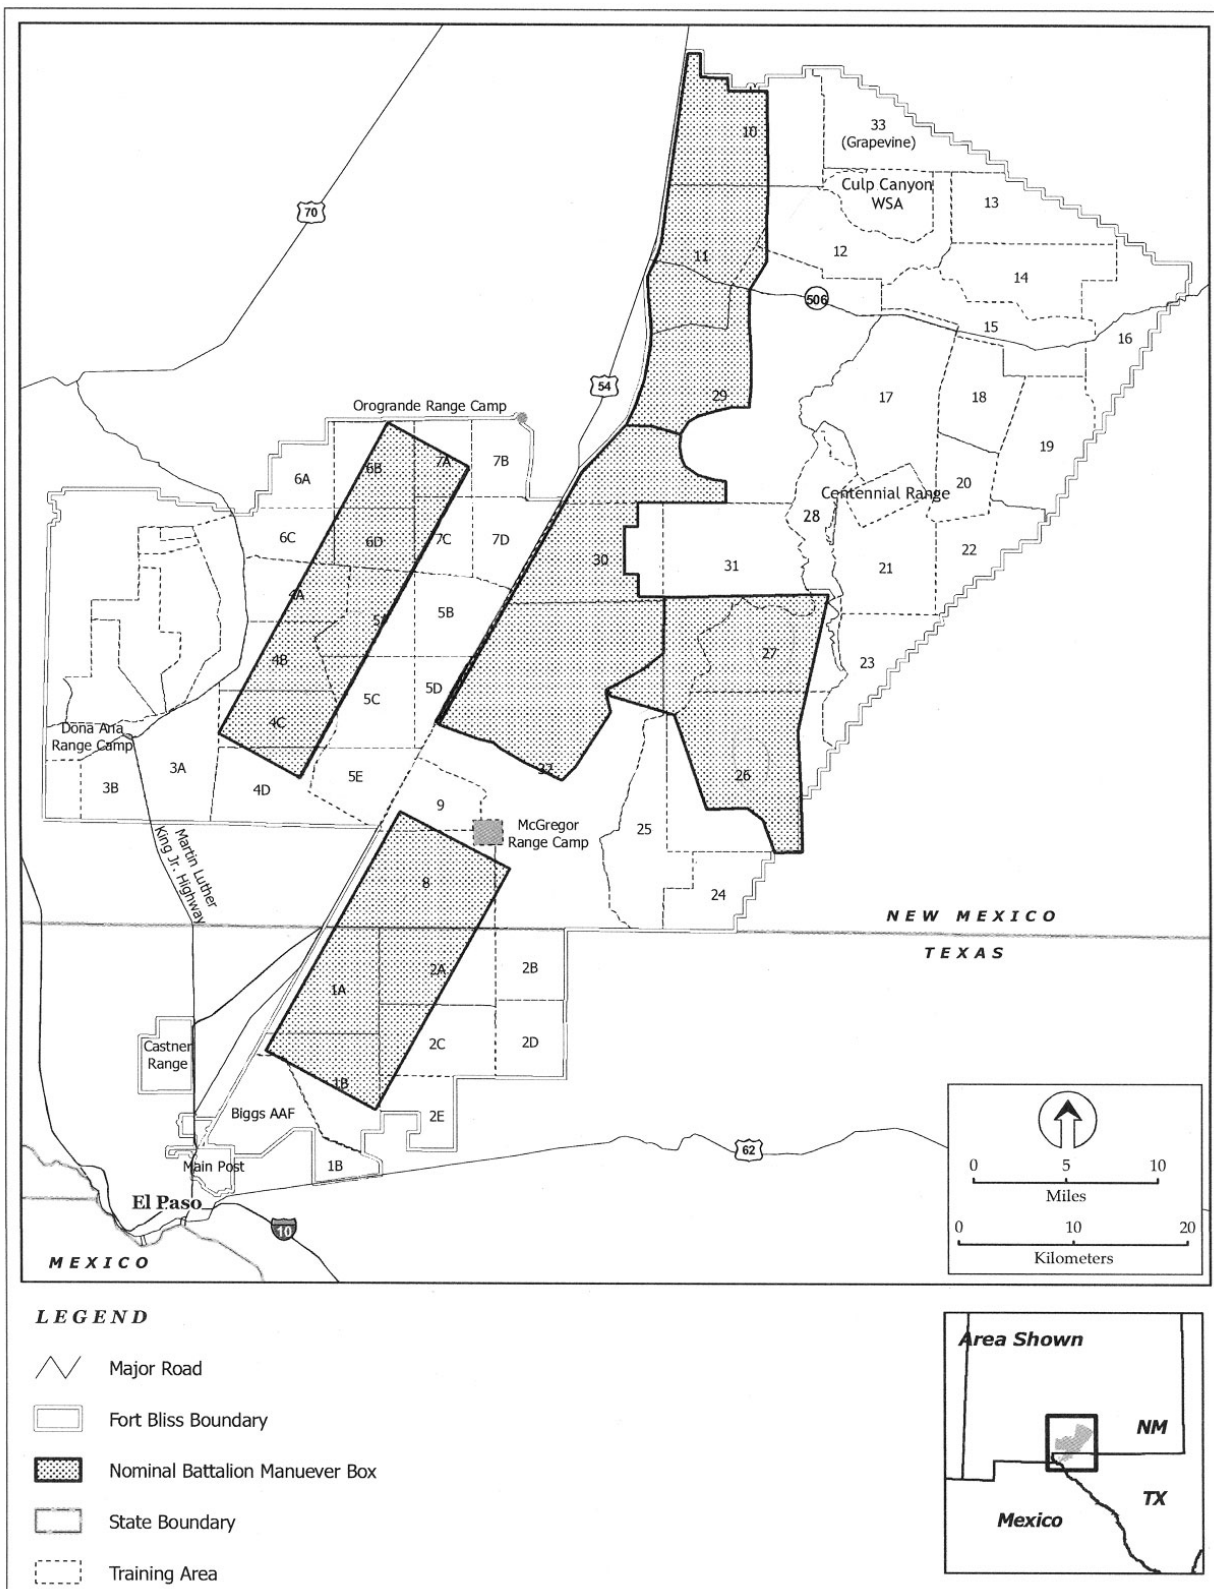 10
33
(Grapevine)
Culp Canyon
WSA
13
70
12
11
14
506
15
16
54
29
17
18
19
Orogrande Range Camp
6A
6B
7A
7B
20
Centennial Range
28
6C
6D
7C
7D
30
31
21
22
4A
5B
4B
27
23
5C
5D
4C
Dona Ana
Range Camp
3A
3B
4D
5E
32
26
9
25
McGregor
Range Camp
Martin Luther
King Jr. Highway
8
24
NEW MEXICO
TEXAS
1A
2A
2B
Castner
Range
2C
2D
1B
Biggs AAF
2E
Main Post
1B
62
El Paso
10
MEXICO
0 5 10
Miles
0 10 20
Kilometers
LEGEND
Major Road
Fort Bliss Boundary
Nominal Battalion Manuever Box
State Boundary
Training Area
Area Shown
NM
TX
Mexico